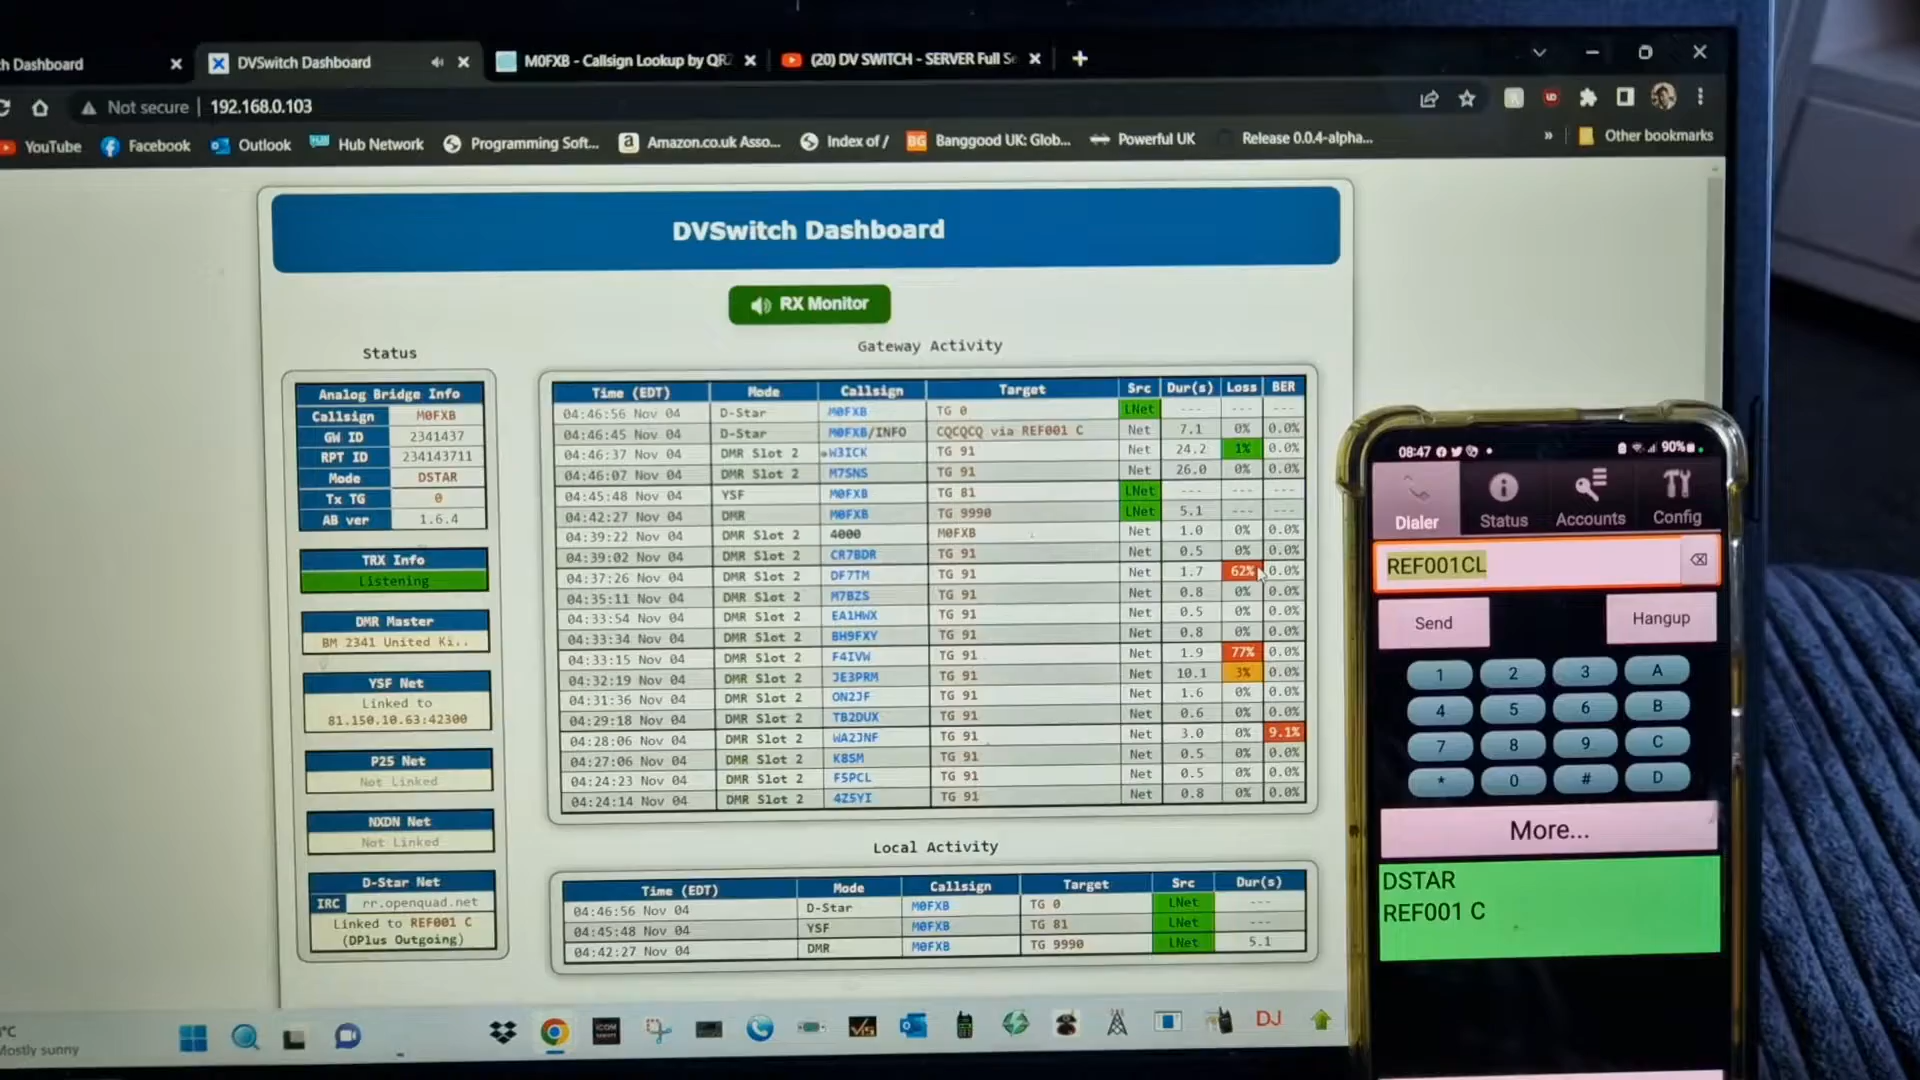 h Dashboard
DVSwitch Dashboard
M0FXB - Callsign Lookup by QRZ
(20) DV SWITCH - SERVER Full Se
Not secure
192.168.0.103
YouTube
Facebook
Outlook
Hub Network
Programming Soft...
Amazon.co.uk Asso...
Index of /
Banggood UK: Glob...
Powerful UK
Release 0.0.4-alpha...
»
Other bookmarks
DVSwitch Dashboard
RX Monitor
Status
Analog Bridge Info
Callsign M0FXB
GW ID 2341437
RPT ID 234143711
Mode DSTAR
Tx TG 0
AB ver 1.6.4
TRX Info
Listening
DMR Master
BM 2341 United Ki..
YSF Net
Linked to
81.150.10.63:42300
P25 Net
Not Linked
NXDN Net
Not Linked
D-Star Net
IRC rr.openquad.net
Linked to REF001 C
(DPlus Outgoing)
Gateway Activity
Time (EDT) Mode Callsign Target Src Dur(s) Loss BER
04:46:56 Nov 04 D-Star M0FXB TG 0 LNet --- --- ---
04:46:45 Nov 04 D-Star M0FXB/INFO CQCQCQ via REF001 C Net 7.1 0% 0.0%
04:46:37 Nov 04 DMR Slot 2 W3ICK TG 91 Net 24.2 1% 0.0%
04:46:07 Nov 04 DMR Slot 2 M7SNS TG 91 Net 26.0 0% 0.0%
04:45:48 Nov 04 YSF M0FXB TG 81 LNet --- --- ---
04:42:27 Nov 04 DMR M0FXB TG 9990 LNet 5.1 --- ---
04:39:22 Nov 04 DMR Slot 2 4000 M0FXB Net 1.0 0% 0.0%
04:39:02 Nov 04 DMR Slot 2 CR7BDR TG 91 Net 0.5 0% 0.0%
04:37:26 Nov 04 DMR Slot 2 DF7TM TG 91 Net 1.7 62% 0.0%
04:35:11 Nov 04 DMR Slot 2 M7BZS TG 91 Net 0.8 0% 0.0%
04:33:54 Nov 04 DMR Slot 2 EA1HWX TG 91 Net 0.5 0% 0.0%
04:33:34 Nov 04 DMR Slot 2 BH9FXY TG 91 Net 0.8 0% 0.0%
04:33:15 Nov 04 DMR Slot 2 F4IVW TG 91 Net 1.9 77% 0.0%
04:32:19 Nov 04 DMR Slot 2 JE3PRM TG 91 Net 10.1 3% 0.0%
04:31:36 Nov 04 DMR Slot 2 ON2JF TG 91 Net 1.6 0% 0.0%
04:29:18 Nov 04 DMR Slot 2 TB2DUX TG 91 Net 0.6 0% 0.0%
04:28:06 Nov 04 DMR Slot 2 WA2JNF TG 91 Net 3.0 0% 9.1%
04:27:06 Nov 04 DMR Slot 2 K8SM TG 91 Net 0.5 0% 0.0%
04:24:23 Nov 04 DMR Slot 2 F5PCL TG 91 Net 0.5 0% 0.0%
04:24:14 Nov 04 DMR Slot 2 4Z5YI TG 91 Net 0.8 0% 0.0%
Local Activity
Time (EDT) Mode Callsign Target Src Dur(s)
04:46:56 Nov 04 D-Star M0FXB TG 0 LNet ---
04:45:48 Nov 04 YSF M0FXB TG 81 LNet ---
04:42:27 Nov 04 DMR M0FXB TG 9990 LNet 5.1
°C
Mostly sunny
DJ
08:47
90%
Dialer
Status
Accounts
Config
REF001CL
Send
Hangup
1 2 3 A
4 5 6 B
7 8 9 C
* 0 # D
More...
DSTAR
REF001 C